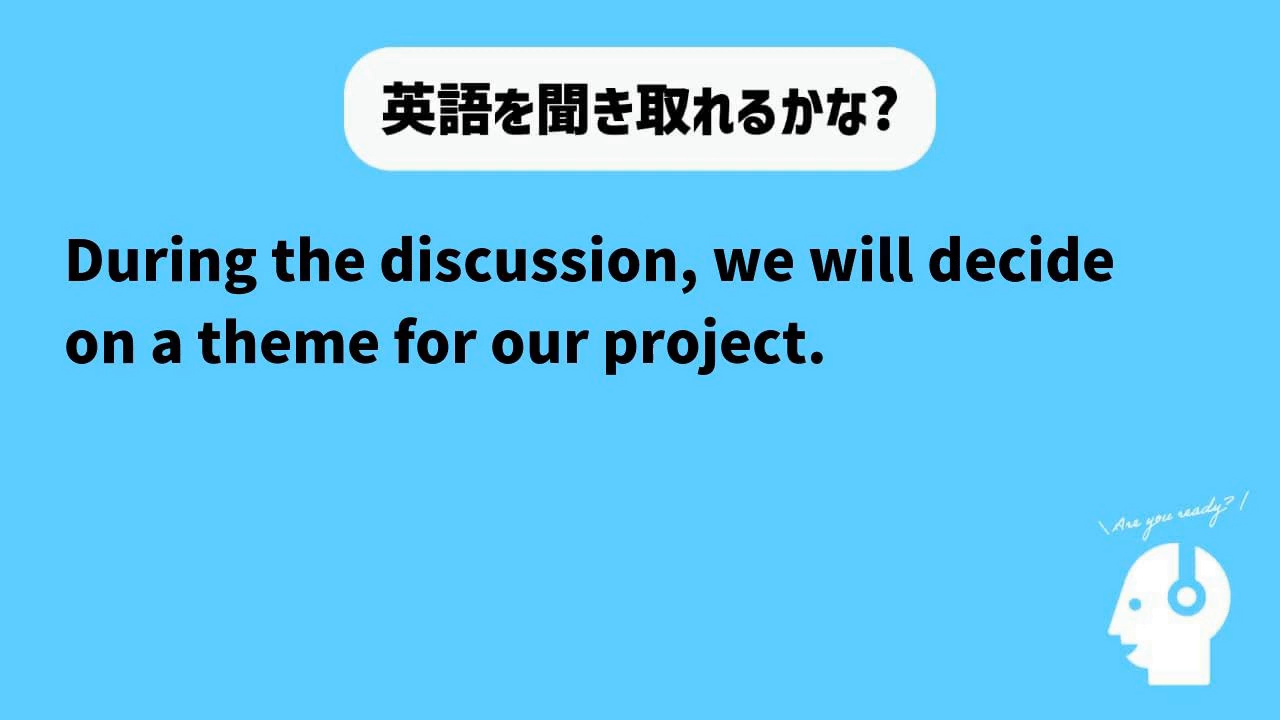 英語を聞き取れるかな?
During the discussion, we will decide
on a theme for our project.
\ Are you ready? /